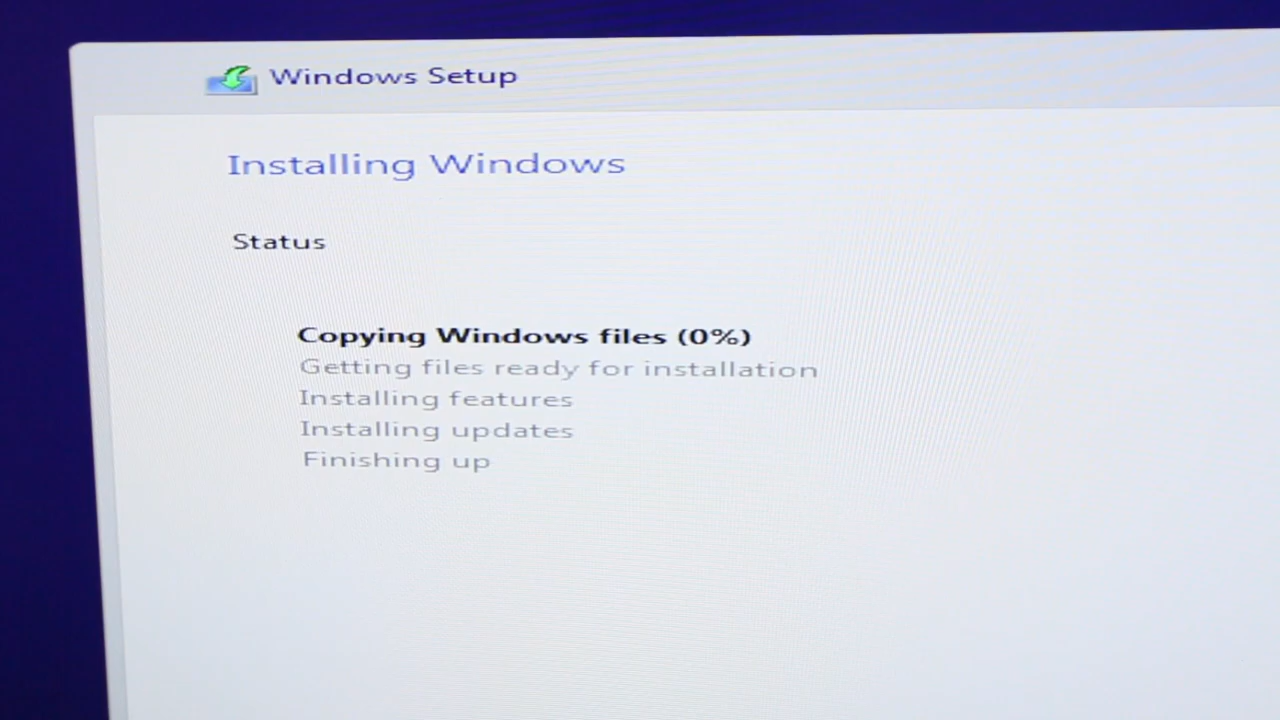 Windows Setup
Installing Windows
Status
Copying Windows files (0%)
Getting files ready for installation
Installing features
Installing updates
Finishing up